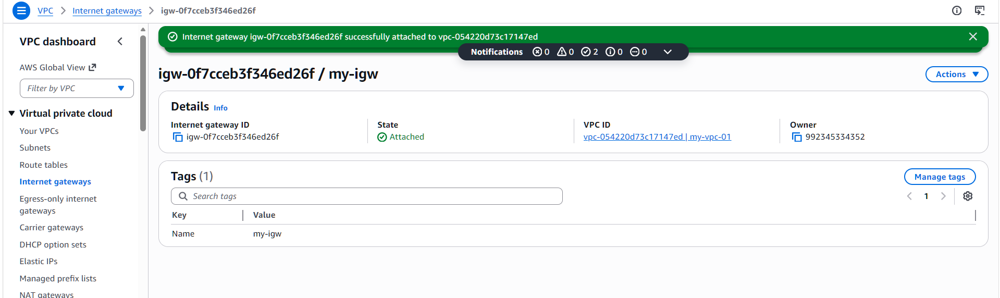 VPC > Internet gateways > igw-0f7cceb3f346ed26f
VPC dashboard
AWS Global View
Filter by VPC
Virtual private cloud
Your VPCs
Subnets
Route tables
Internet gateways
Egress-only internet
gateways
Carrier gateways
DHCP option sets
Elastic IPs
Managed prefix lists
NAT gateways
Internet gateway igw-0f7cceb3f346ed26f successfully attached to vpc-054220d73c17147ed
Notifications 0 0 2 0 0
igw-0f7cceb3f346ed26f / my-igw
Actions
Details Info
Internet gateway ID
igw-0f7cceb3f346ed26f
State
Attached
VPC ID
vpc-054220d73c17147ed | my-vpc-01
Owner
992345334352
Tags (1)
Manage tags
Search tags
1
Key Value
Name my-igw